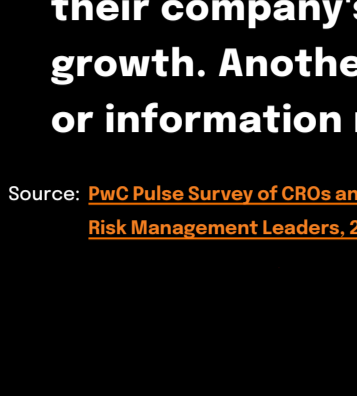 their company's
growth. Anothe
or information
Source: PwC Pulse Survey of CROs an
Risk Management Leaders, 2